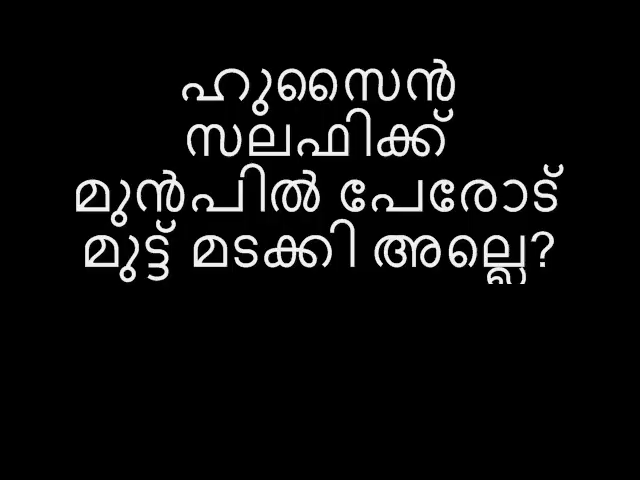 ഹുസൈൻ
സലഫിക്ക്
മുൻപിൽ പേരോട്
മുട്ട് മടക്കി അല്ലെ?